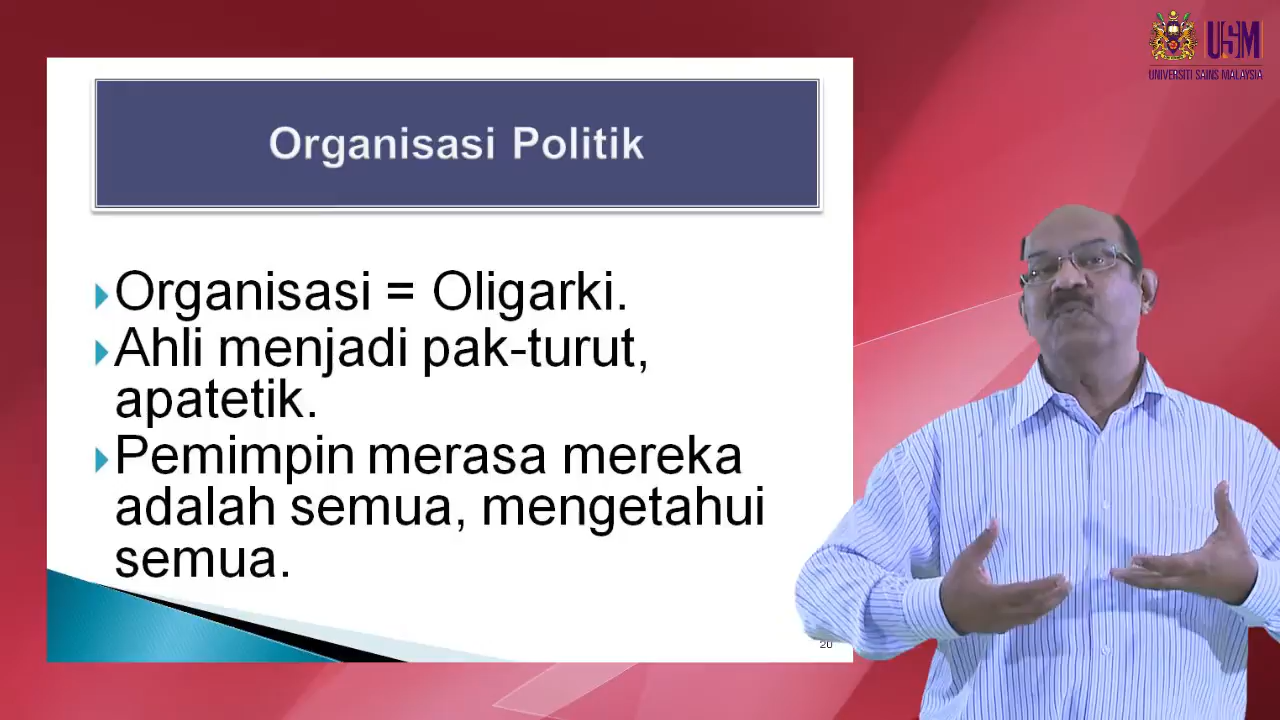 USM
UNIVERSITI SAINS MALAYSIA
Organisasi Politik
Organisasi = Oligarki.
Ahli menjadi pak-turut,
apatetik.
Pemimpin merasa mereka
adalah semua, mengetahui
semua.
20